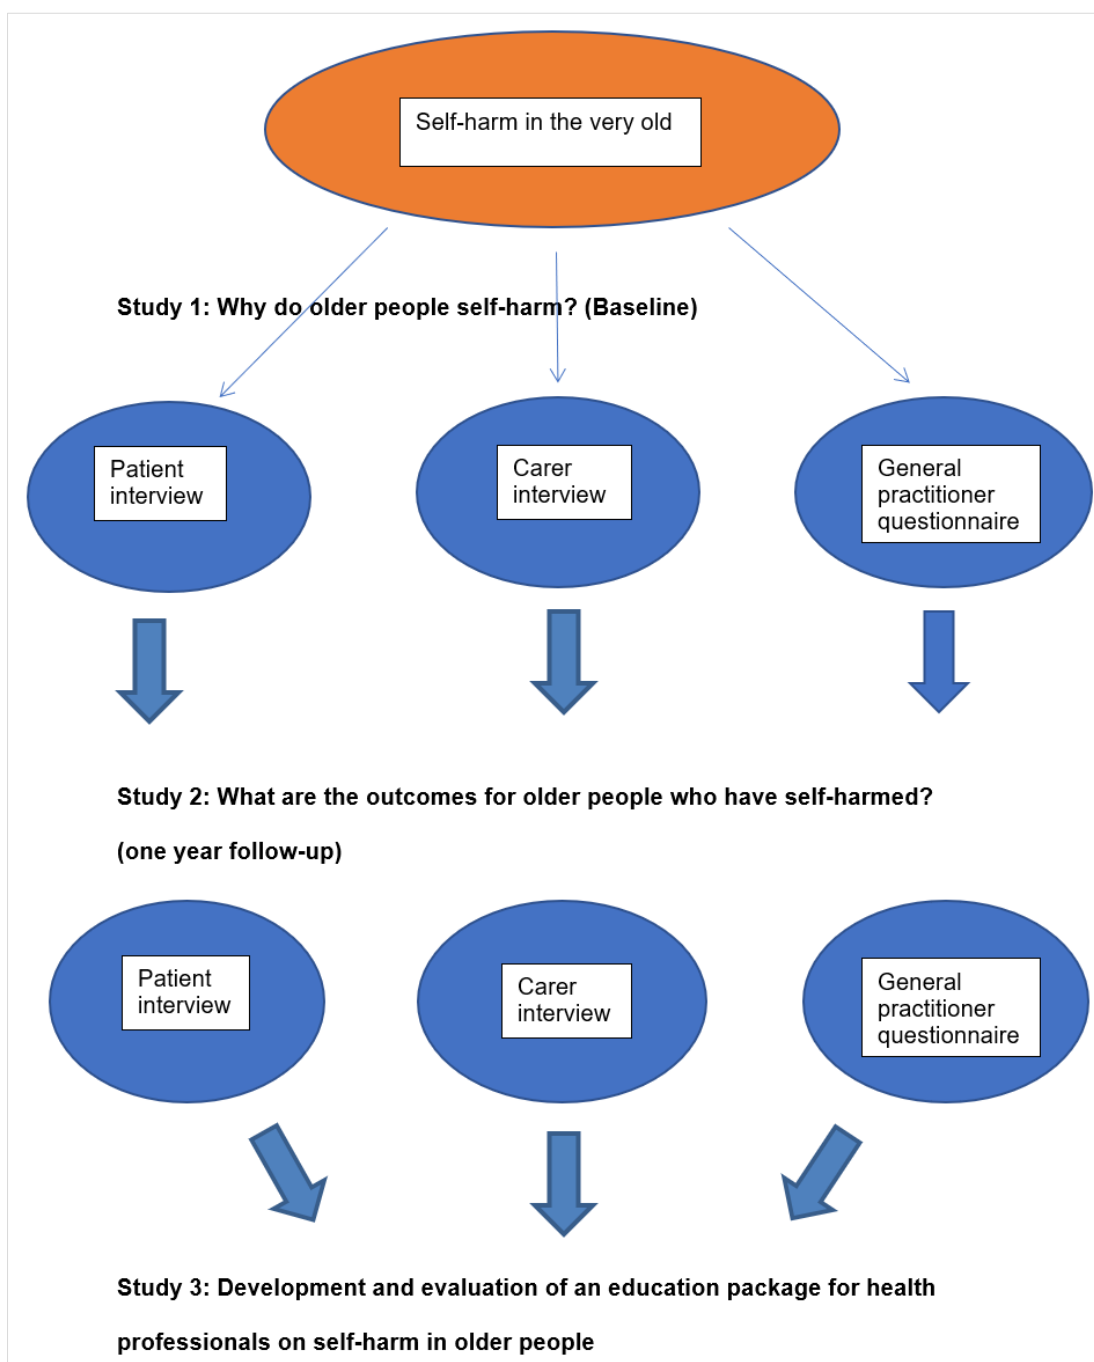 Self-harm in the very old
Study 1: Why do older people self-harm? (Baseline)
Patient
interview
Carer
interview
General
practitioner
questionnaire
Study 2: What are the outcomes for older people who have self-harmed?
(one year follow-up)
Patient
interview
Carer
interview
General
practitioner
questionnaire
Study 3: Development and evaluation of an education package for health
professionals on self-harm in older people